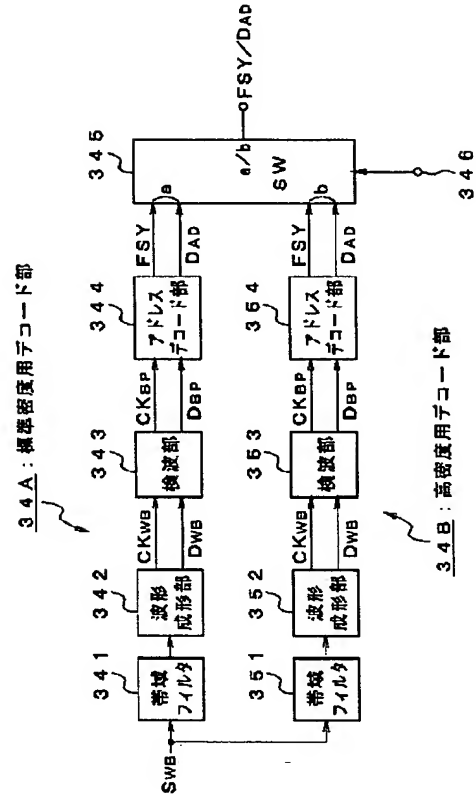 34A：標準密度用デコード部
341
342
343
344
345
SWB
帯域
フィルタ
波形
成形部
CKWB
DWB
検波部
CKBP
DBP
アドレス
デコード部
FSY
DAD
a
a/b
SW
FSY/DAD
351
352
353
354
帯域
フィルタ
波形
成形部
CKWB
DWB
検波部
CKBP
DBP
アドレス
デコード部
FSY
DAD
b
346
34B：高密度用デコード部